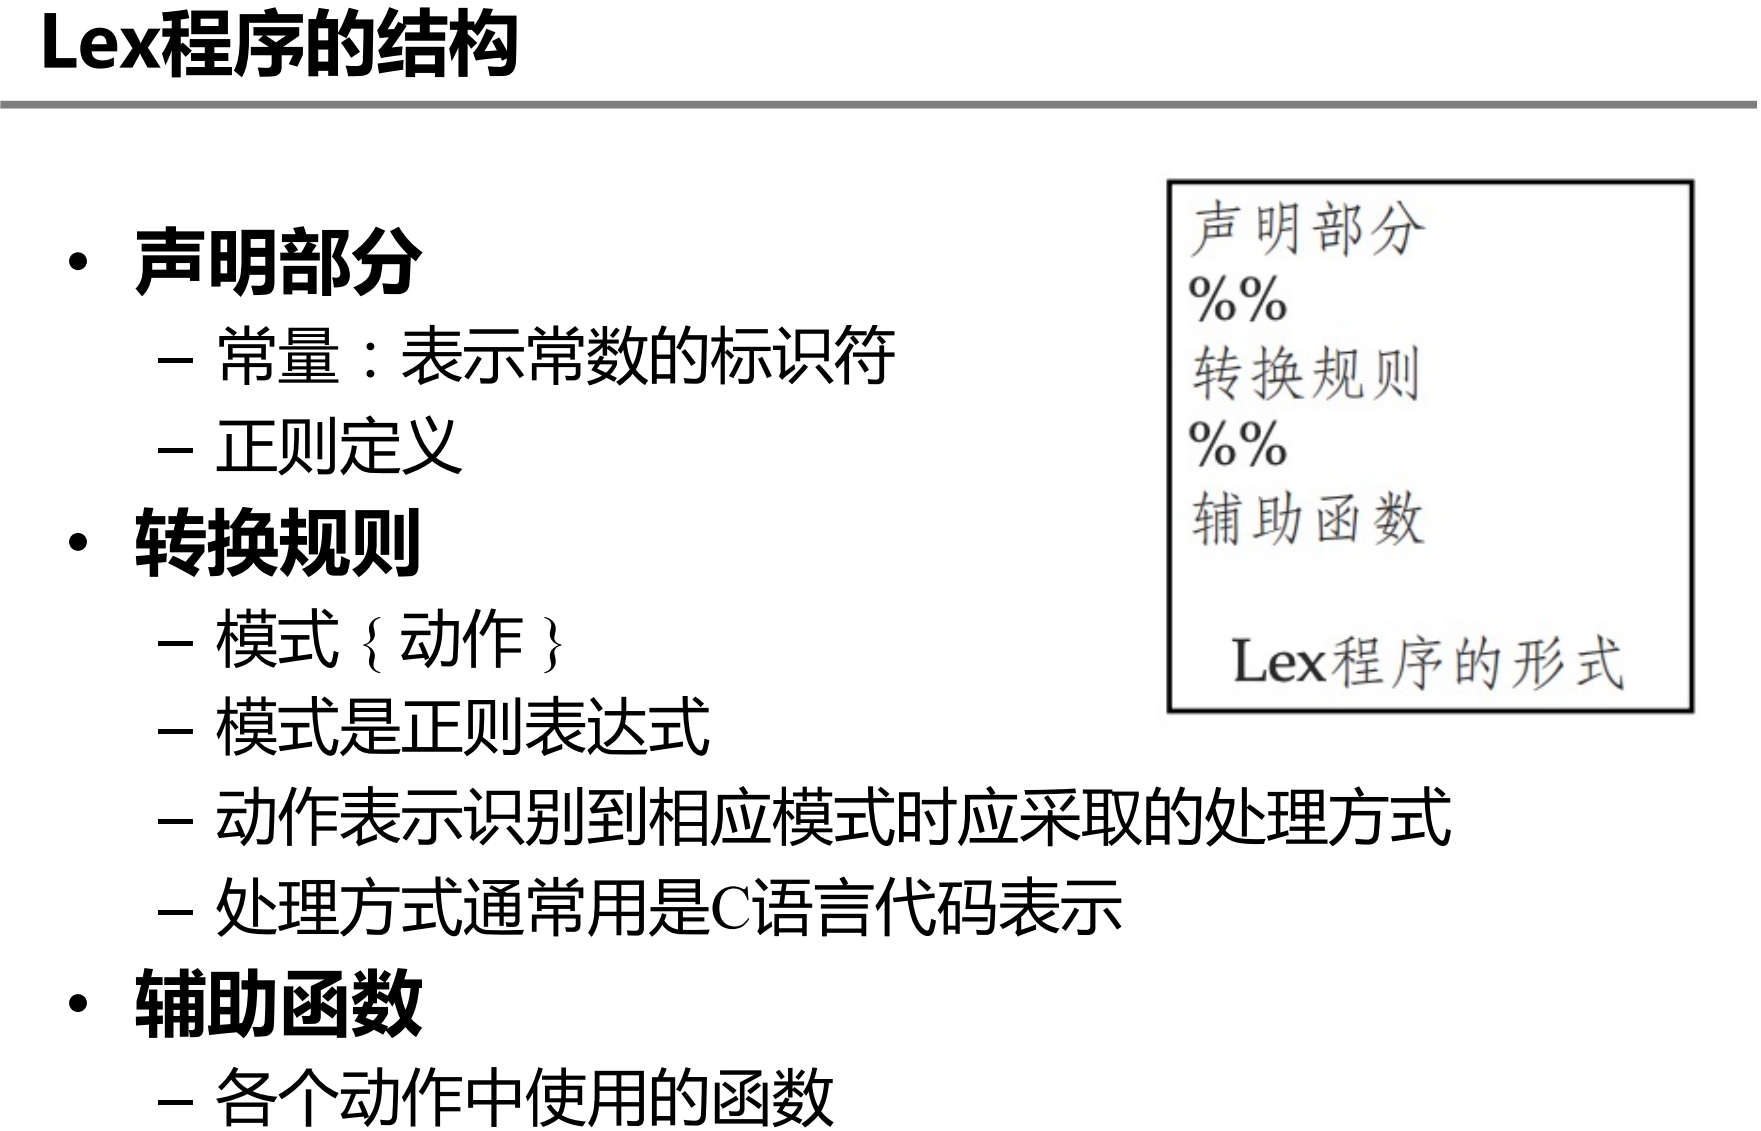 Lex程序的结构
• 声明部分
– 常量：表示常数的标识符
– 正则定义
• 转换规则
– 模式 { 动作 }
– 模式是正则表达式
– 动作表示识别到相应模式时应采取的处理方式
– 处理方式通常用是C语言代码表示
• 辅助函数
– 各个动作中使用的函数
声明部分
%%
转换规则
%%
辅助函数
Lex程序的形式